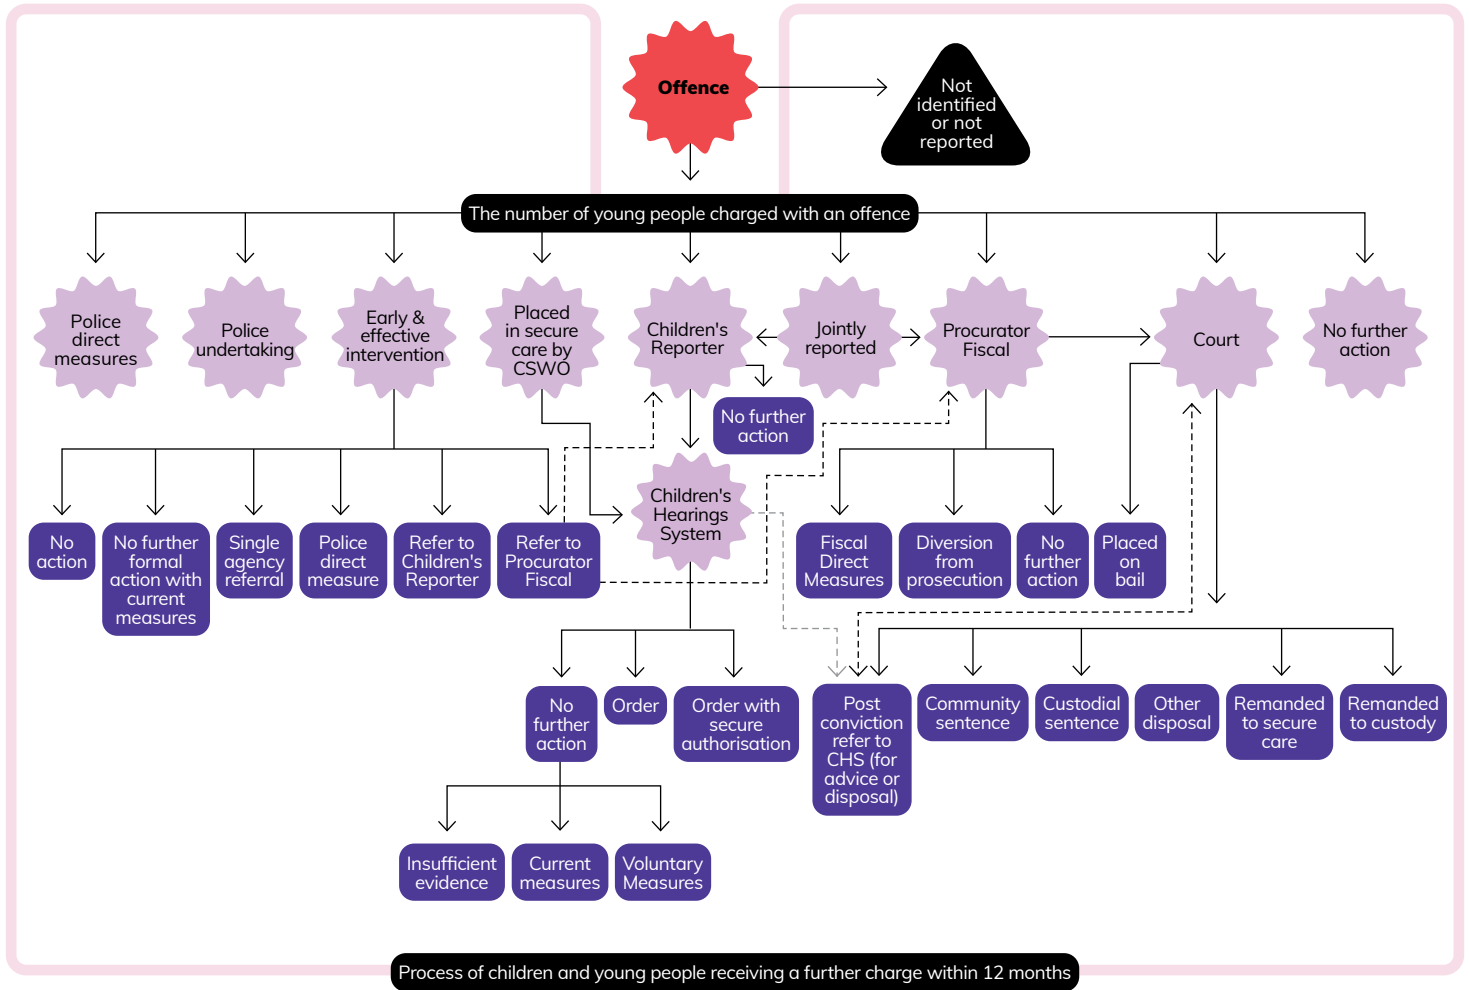 Offence
Not
identified
or not
reported
The number of young people charged with an offence
Police
direct
measures
Police
undertaking
Early &
effective
intervention
Placed
in secure
care by
CSWO
Children's
Reporter
Jointly
reported
Procurator
Fiscal
Court
No further
action
No further
action
Children's
Hearings
System
No
action
No further
formal
action with
current
measures
Single
agency
referral
Police
direct
measure
Refer to
Children's
Reporter
Refer to
Procurator
Fiscal
Fiscal
Direct
Measures
Diversion
from
prosecution
No
further
action
Placed
on
bail
No
further
action
Order
Order with
secure
authorisation
Post
conviction
refer to
CHS (for
advice or
disposal)
Community
sentence
Custodial
sentence
Other
disposal
Remanded
to secure
care
Remanded
to custody
Insufficient
evidence
Current
measures
Voluntary
Measures
Process of children and young people receiving a further charge within 12 months